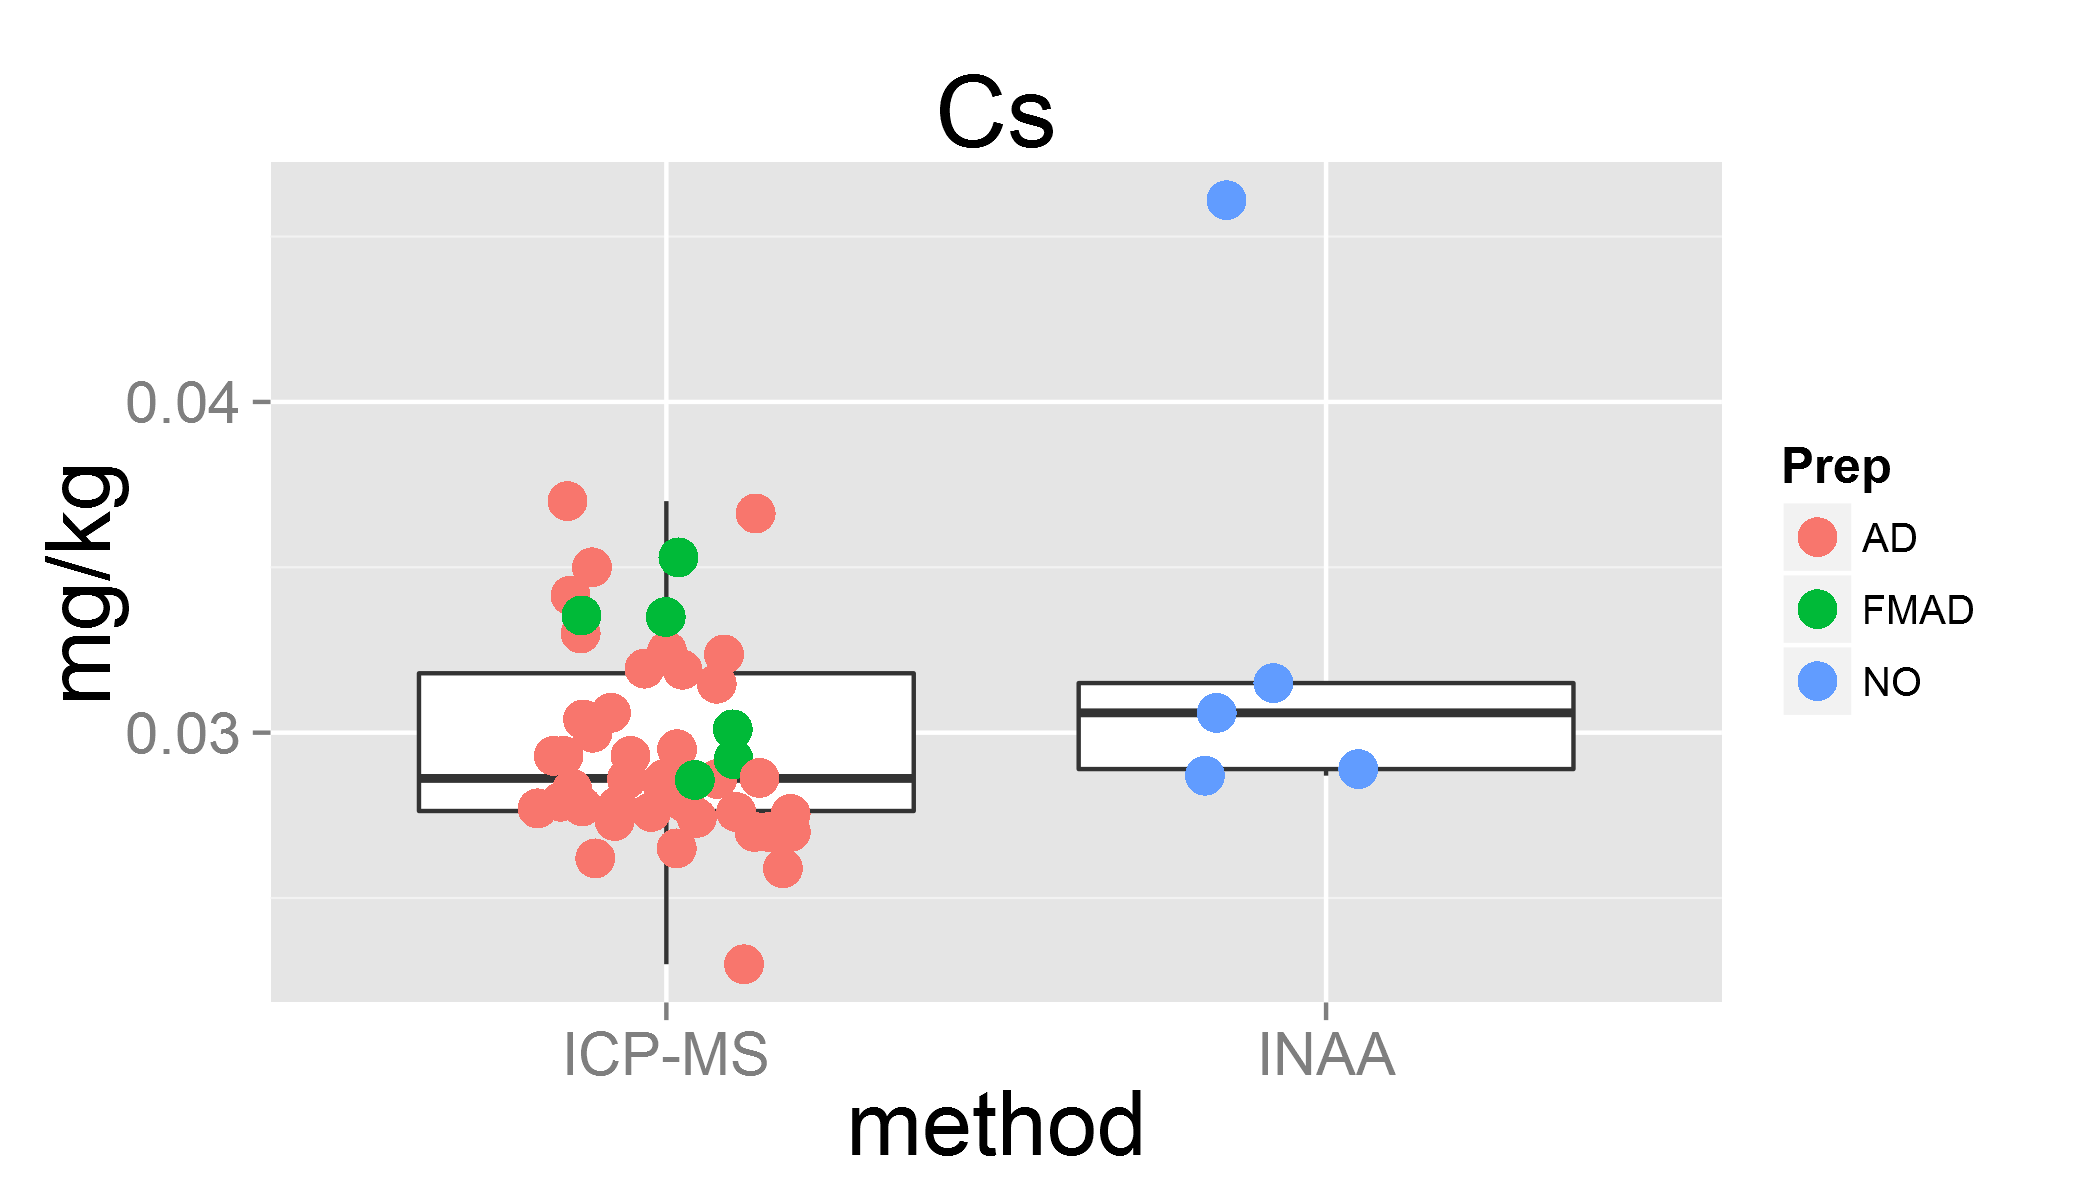 Cs
mg/kg
0.04
0.03
ICP-MS
INAA
method
Prep
AD
FMAD
NO